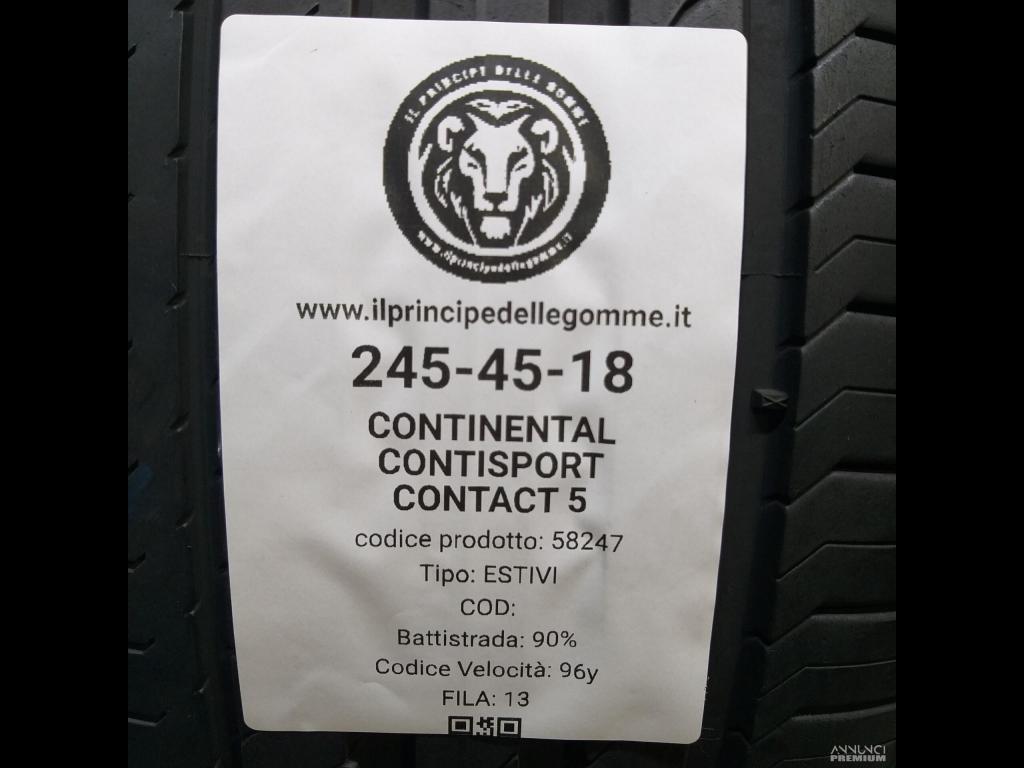 IL PRINCIPE DELLE GOMME
www.ilprincipedellegomme.it
www.ilprincipedellegomme.it
245-45-18
CONTINENTAL
CONTISPORT
CONTACT 5
codice prodotto: 58247
Tipo: ESTIVI
COD:
Battistrada: 90%
Codice Velocità: 96y
FILA: 13
ANNUNCI
PREMIUM